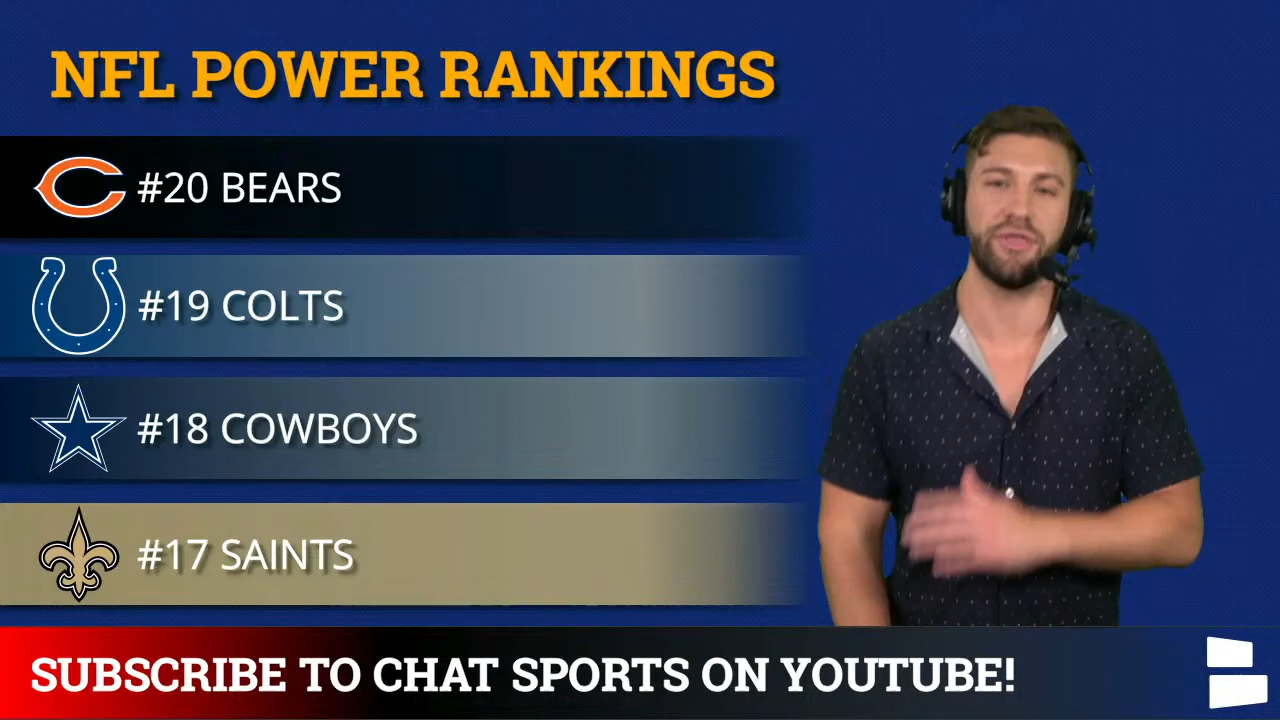 NFL POWER RANKINGS
#20 BEARS
#19 COLTS
#18 COWBOYS
#17 SAINTS
SUBSCRIBE TO CHAT SPORTS ON YOUTUBE!